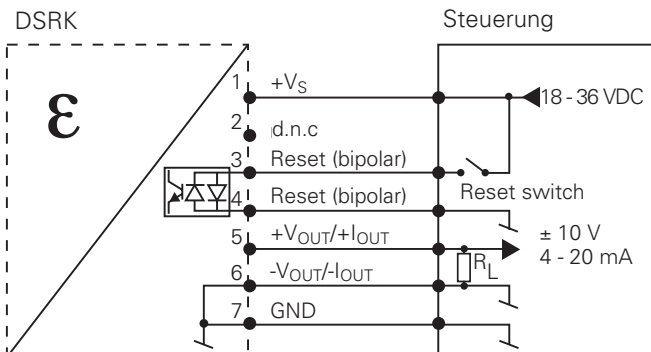 DSRK
Steuerung
ε
1 +VS
18 - 36 VDC
2 d.n.c
3 Reset (bipolar)
Reset switch
4 Reset (bipolar)
5 +VOUT/+IOUT
± 10 V
4 - 20 mA
RL
6 -VOUT/-IOUT
7 GND